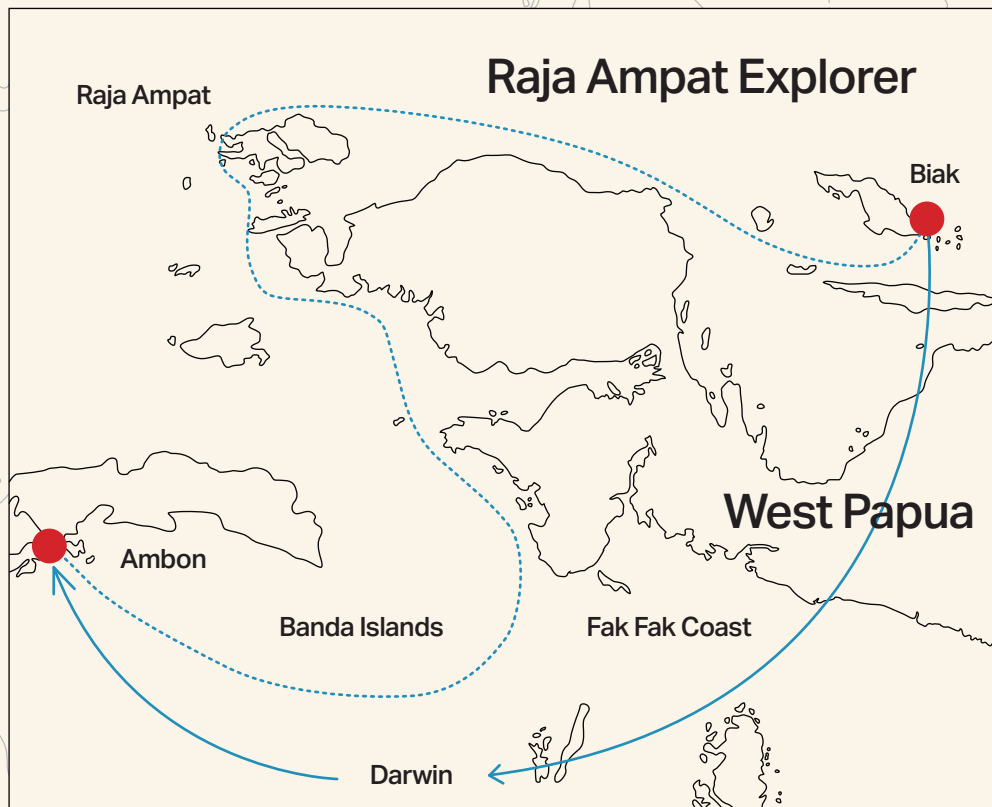 Raja Ampat Explorer
Raja Ampat
Biak
West Papua
Ambon
Banda Islands
Fak Fak Coast
Darwin